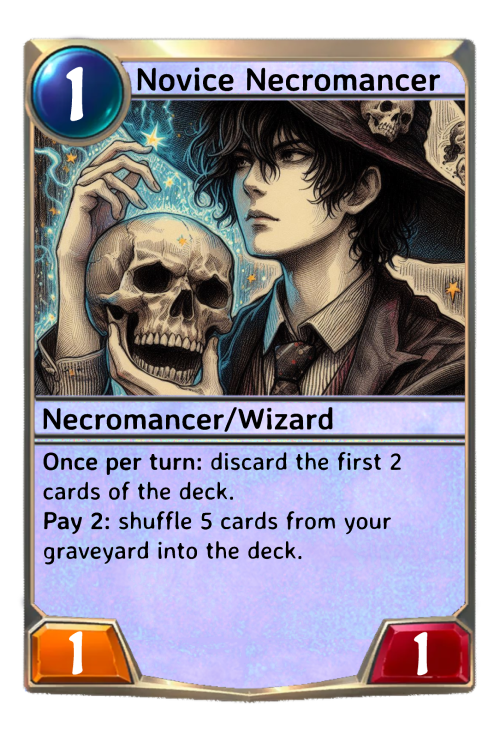 1
Novice Necromancer
Necromancer/Wizard
Once per turn: discard the first 2
cards of the deck.
Pay 2: shuffle 5 cards from your
graveyard into the deck.
1
1